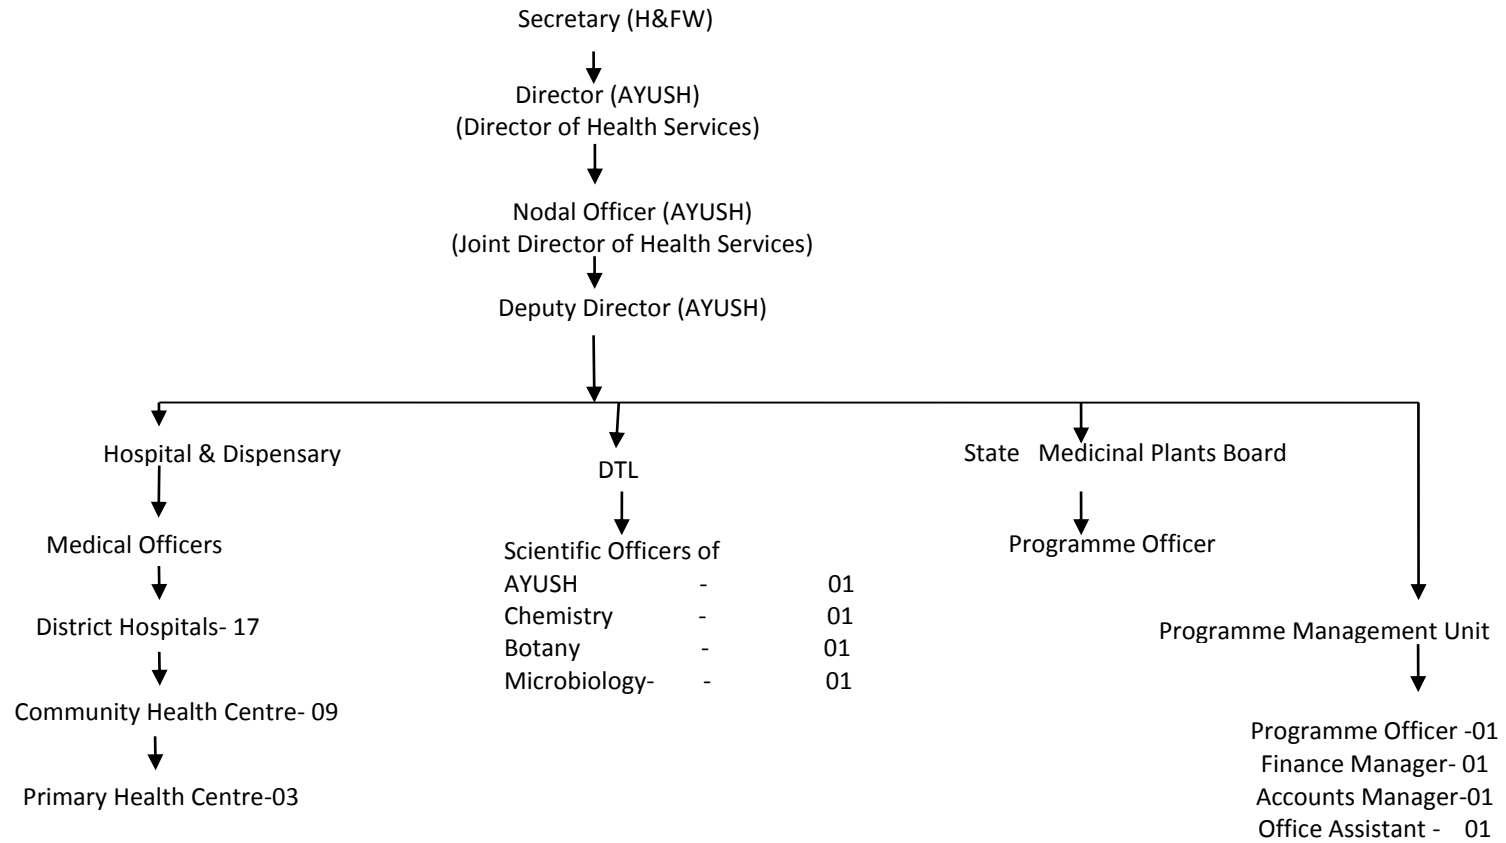 Secretary (H&FW)
Director (AYUSH)
(Director of Health Services)
Nodal Officer (AYUSH)
(Joint Director of Health Services)
Deputy Director (AYUSH)
Hospital & Dispensary
Medical Officers
District Hospitals- 17
Community Health Centre- 09
Primary Health Centre-03
DTL
Scientific Officers of
AYUSH - 01
Chemistry - 01
Botany - 01
Microbiology- - 01
State Medicinal Plants Board
Programme Officer
Programme Management Unit
Programme Officer -01
Finance Manager- 01
Accounts Manager-01
Office Assistant - 01